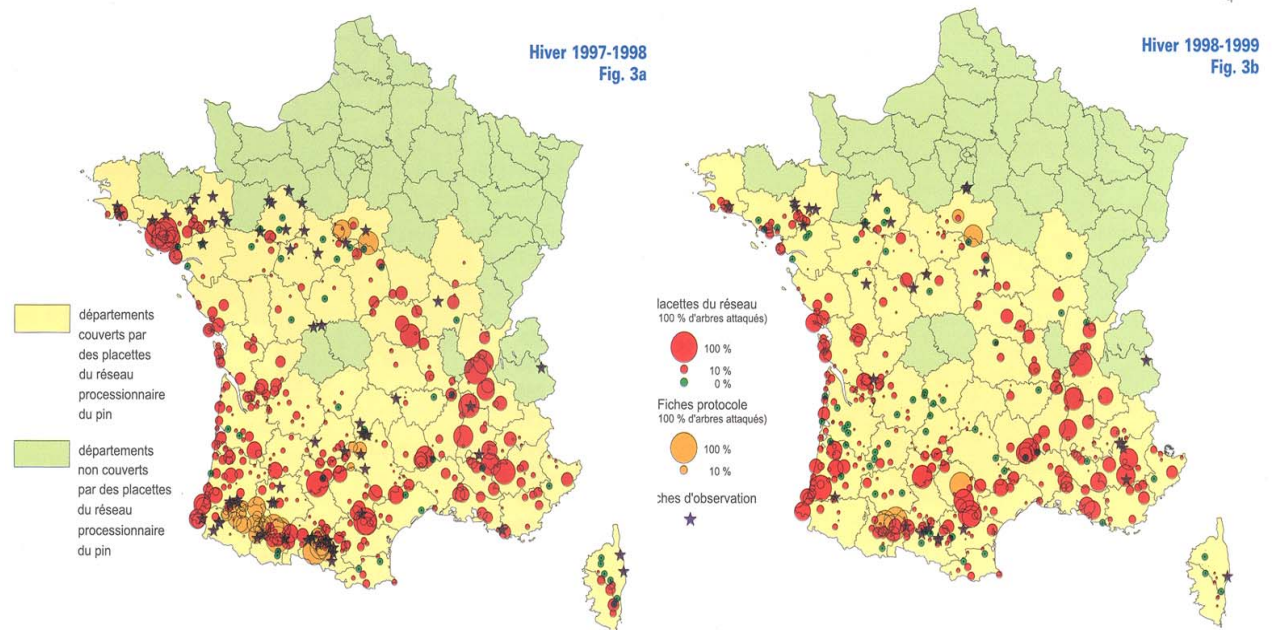 Hiver 1997-1998
Fig. 3a
départements
couverts par
des placettes
du réseau
processionnaire
du pin
départements
non couverts
par des placettes
du réseau
processionnaire
du pin
Hiver 1998-1999
Fig. 3b
lacettes du réseau
100 % d'arbres attaqués)
100 %
10 %
0 %
Fiches protocole
100 % d'arbres attaqués)
100 %
10 %
ches d'observation